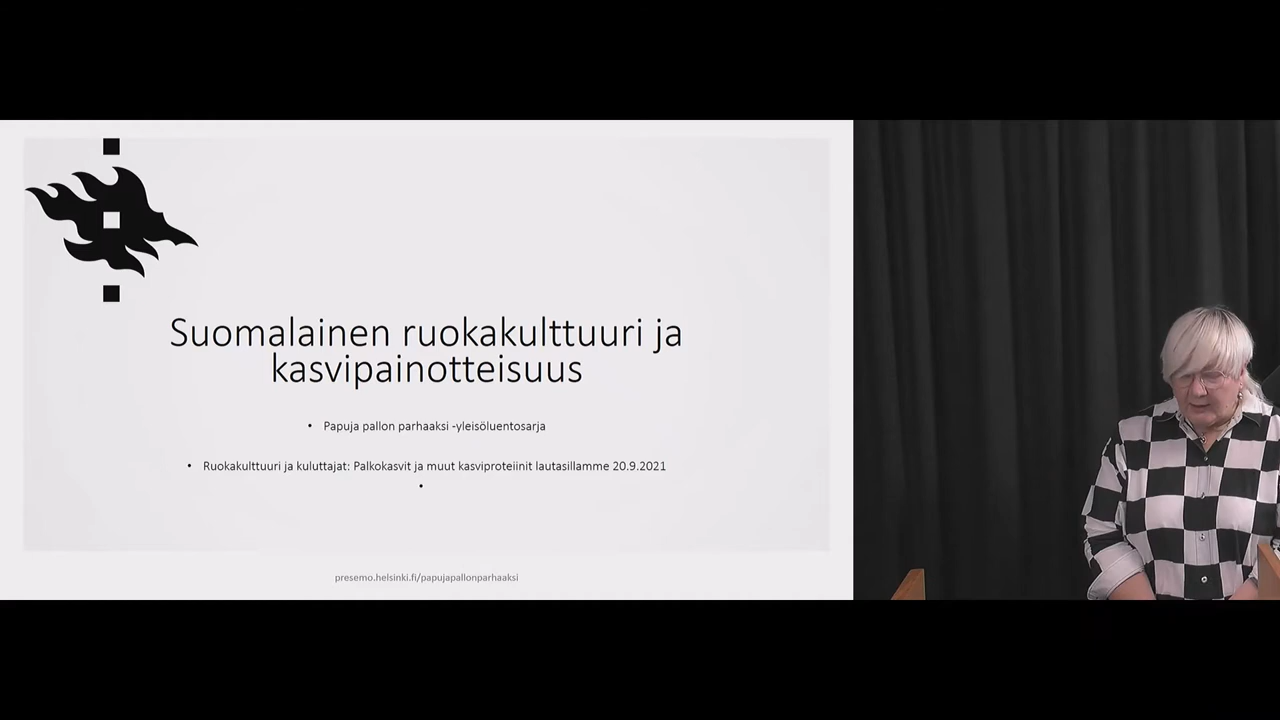 Suomalainen ruokakulttuuri ja
kasvipainotteisuus
• Papuja pallon parhaaksi -yleisöluentosarja
• Ruokakulttuuri ja kuluttajat: Palkokasvit ja muut kasviproteiinit lautasillamme 20.9.2021
•
presemo.helsinki.fi/papujapallonparhaaksi